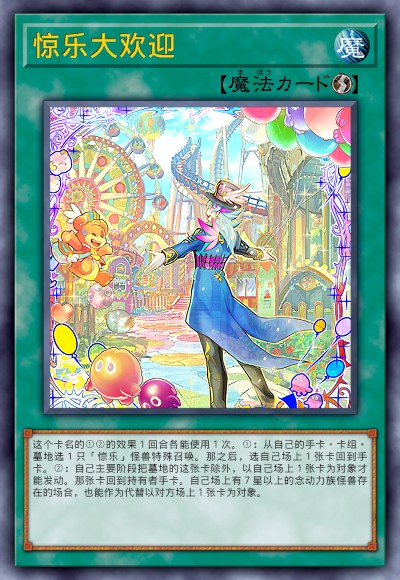 惊乐大欢迎
魔
【魔法カード】
ま ほう
这个卡名的①②的效果1回合各能使用1次。①：从自己的手卡・卡组・
墓地选1只「惊乐」怪兽特殊召唤。那之后，选自己场上1张卡回到手
卡。②：自己主要阶段把墓地的这张卡除外，以自己场上1张卡为对象才
能发动。那张卡回到持有者手卡。自己场上有7星以上的念动力族怪兽存
在的场合，也能作为代替以对方场上1张卡为对象。